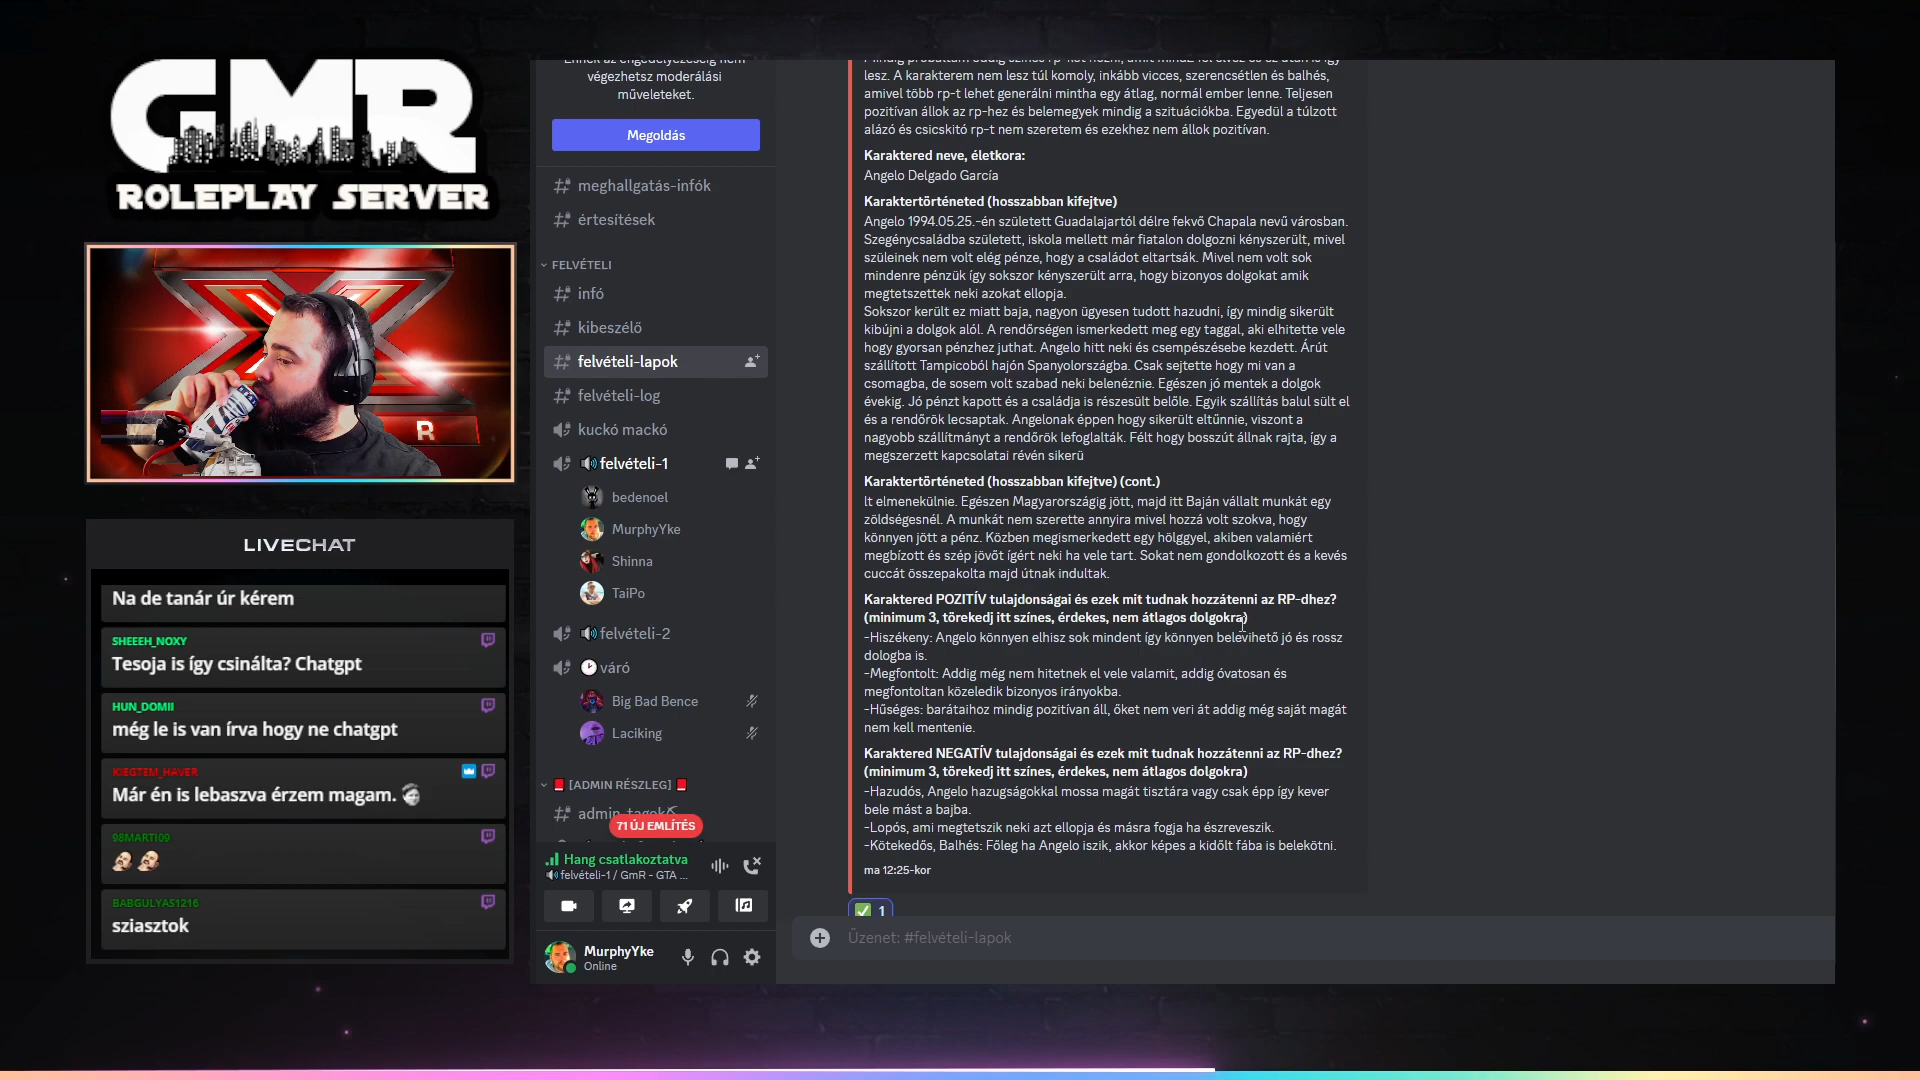 GMR
ROLEPLAY SERVER
R
LIVECHAT
Na de tanár úr kérem
SHEEEH_NOXY
Tesoja is így csinálta? Chatgpt
HUN_DOMII
még le is van írva hogy ne chatgpt
KIEGTEM_HAVER
Már én is lebaszva érzem magam.
98MARTI09
BABGULYAS1216
sziasztok
végezhetsz moderálási
műveleteket.
Megoldás
meghallgatás-infók
értesítések
FELVÉTELI
infó
kibeszélő
felvételi-lapok
felvételi-log
kuckó mackó
felvételi-1
bedenoel
MurphyYke
Shinna
TaiPo
felvételi-2
váró
Big Bad Bence
Laciking
[ADMIN RÉSZLEG]
71 ÚJ EMLÍTÉS
Hang csatlakoztatva
felvételi-1 / GmR - GTA ...
MurphyYke
Online
lesz. A karakterem nem lesz túl komoly, inkább vicces, szerencsétlen és balhés,
amivel több rp-t lehet generálni mintha egy átlag, normál ember lenne. Teljesen
pozitívan állok az rp-hez és belemegyek mindig a szituációkba. Egyedül a túlzott
alázó és csicskitó rp-t nem szeretem és ezekhez nem állok pozitívan.
Karaktered neve, életkora:
Angelo Delgado García
Karaktertörténeted (hosszabban kifejtve)
Angelo 1994.05.25.-én született Guadalajartól délre fekvő Chapala nevű városban.
Szegénycsaládba született, iskola mellett már fiatalon dolgozni kényszerült, mivel
szüleinek nem volt elég pénze, hogy a családot eltartsák. Mivel nem volt sok
mindenre pénzük így sokszor kényszerült arra, hogy bizonyos dolgokat amik
megtetszettek neki azokat ellopja.
Sokszor került ez miatt baja, nagyon ügyesen tudott hazudni, így mindig sikerült
kibújni a dolgok alól. A rendőrségen ismerkedett meg egy taggal, aki elhitette vele
hogy gyorsan pénzhez juthat. Angelo hitt neki és csempészésebe kezdett. Árút
szállított Tampicoból hajón Spanyolországba. Csak sejtette hogy mi van a
csomagba, de sosem volt szabad neki belenéznie. Egészen jó mentek a dolgok
évekig. Jó pénzt kapott és a családja is részesült belőle. Egyik szállítás balul sült el
és a rendőrök lecsaptak. Angelonak éppen hogy sikerült eltűnnie, viszont a
nagyobb szállítmányt a rendőrök lefoglalták. Félt hogy bosszút állnak rajta, így a
megszerzett kapcsolatai révén sikerü
Karaktertörténeted (hosszabban kifejtve) (cont.)
lt elmenekülnie. Egészen Magyarországig jött, majd itt Baján vállalt munkát egy
zöldségesnél. A munkát nem szerette annyira mivel hozzá volt szokva, hogy
könnyen jött a pénz. Közben megismerkedett egy hölggyel, akiben valamiért
megbízott és szép jövőt ígért neki ha vele tart. Sokat nem gondolkozott és a kevés
cuccát összepakolta majd útnak indultak.
Karaktered POZITÍV tulajdonságai és ezek mit tudnak hozzátenni az RP-dhez?
(minimum 3, törekedj itt színes, érdekes, nem átlagos dolgokra)
-Hiszékeny: Angelo könnyen elhisz sok mindent így könnyen belevihető jó és rossz
dologba is.
-Megfontolt: Addig még nem hitetnek el vele valamit, addig óvatosan és
megfontoltan közeledik bizonyos irányokba.
-Hűséges: barátaihoz mindig pozitívan áll, őket nem veri át addig még saját magát
nem kell mentenie.
Karaktered NEGATÍV tulajdonságai és ezek mit tudnak hozzátenni az RP-dhez?
(minimum 3, törekedj itt színes, érdekes, nem átlagos dolgokra)
-Hazudós, Angelo hazugságokkal mossa magát tisztára vagy csak épp így kever
bele mást a bajba.
-Lopós, ami megtetszik neki azt ellopja és másra fogja ha észreveszik.
-Kötekedős, Balhés: Főleg ha Angelo iszik, akkor képes a kidőlt fába is belekötni.
ma 12:25-kor
1
Üzenet: #felvételi-lapok